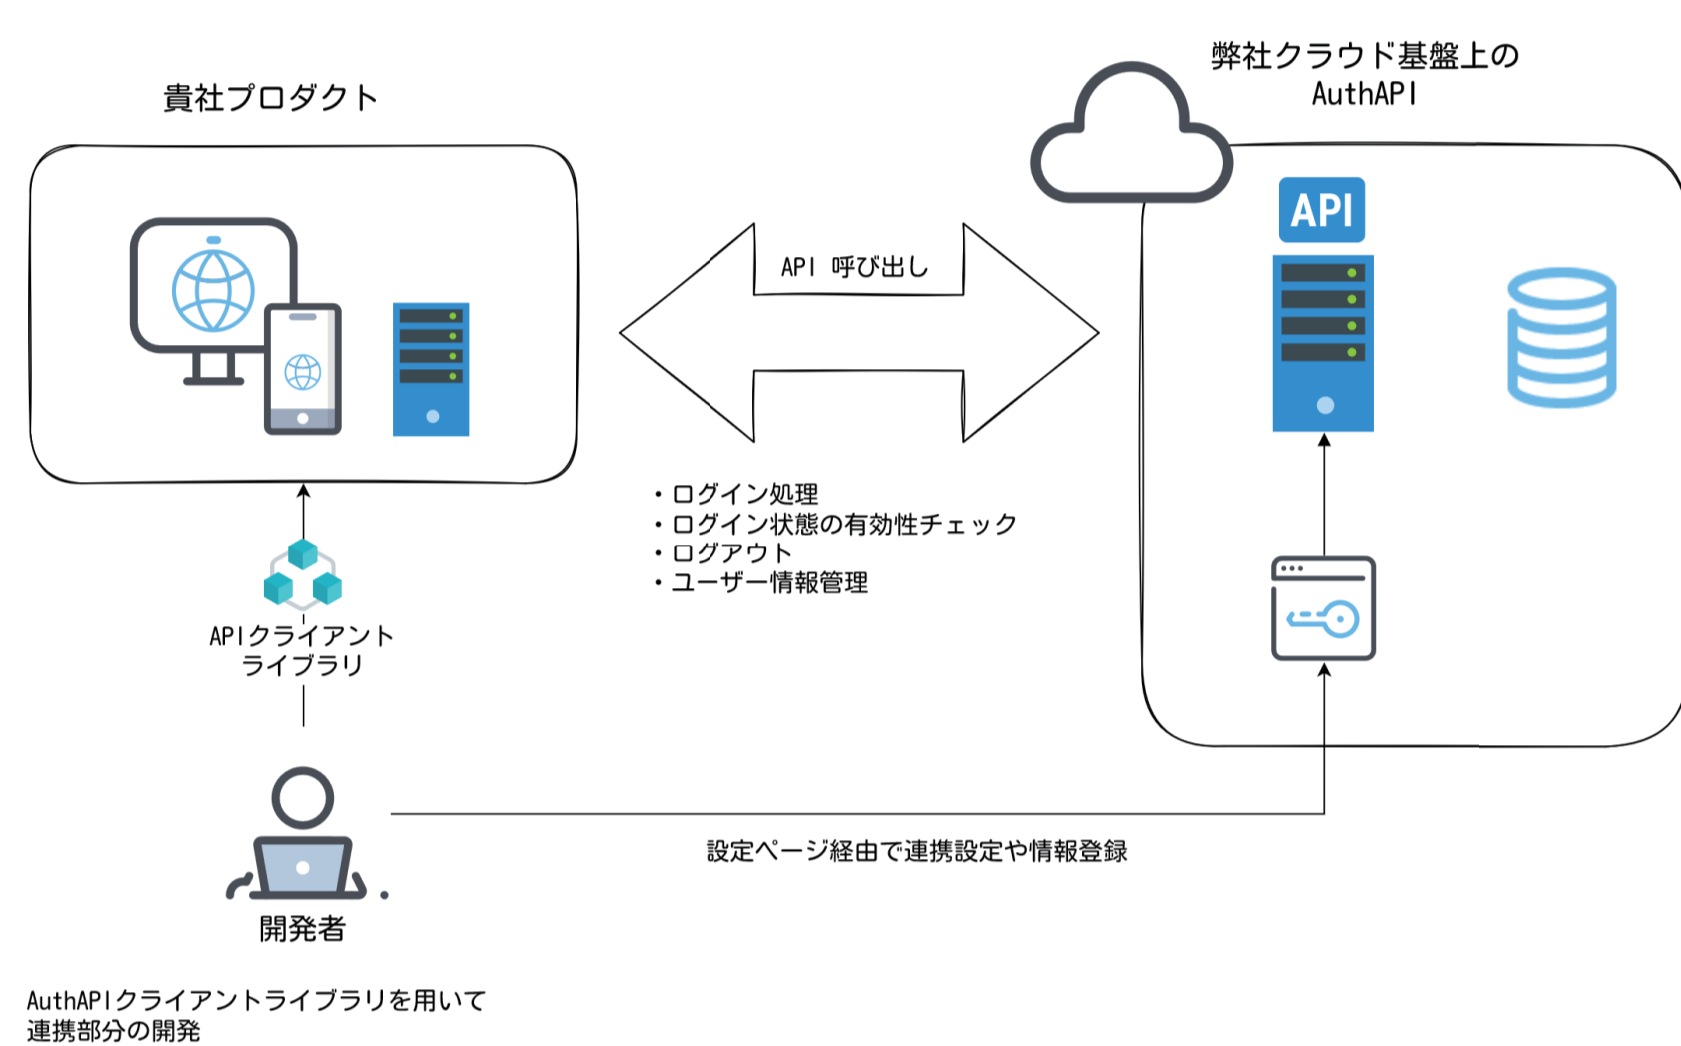 貴社プロダクト
弊社クラウド基盤上の
AuthAPI
API
API 呼び出し
・ログイン処理
・ログイン状態の有効性チェック
・ログアウト
・ユーザー情報管理
APIクライアント
ライブラリ
設定ページ経由で連携設定や情報登録
開発者
AuthAPIクライアントライブラリを用いて
連携部分の開発